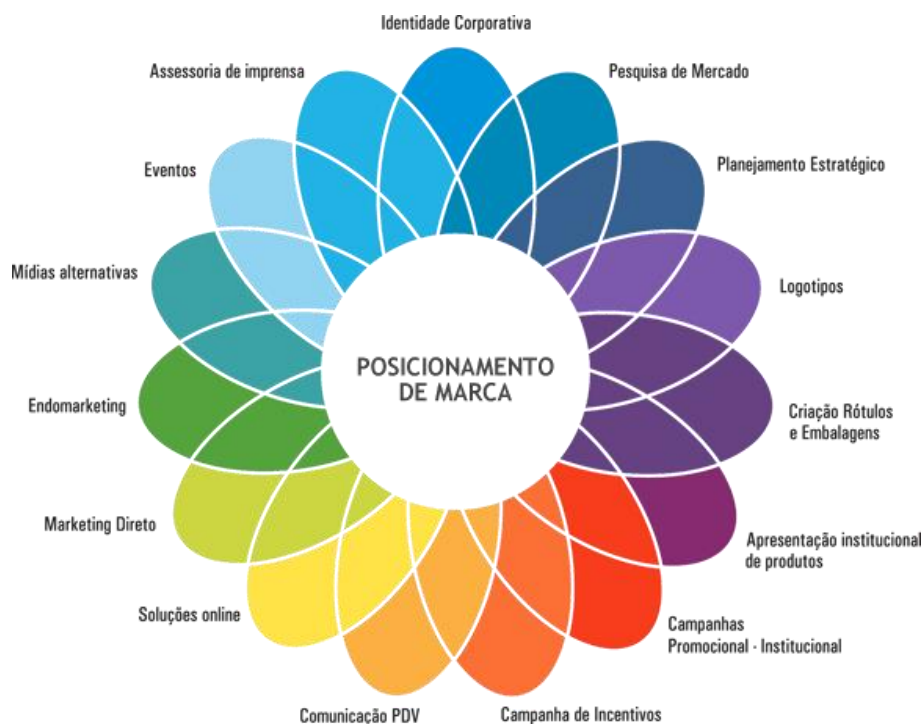 Identidade Corporativa
Pesquisa de Mercado
Planejamento Estratégico
Logotipos
Criação Rótulos
e Embalagens
Apresentação institucional
de produtos
Campanhas
Promocional - Institucional
Campanha de Incentivos
Comunicação PDV
Soluções online
Marketing Direto
Endomarketing
Mídias alternativas
Eventos
Assessoria de imprensa
POSICIONAMENTO
DE MARCA